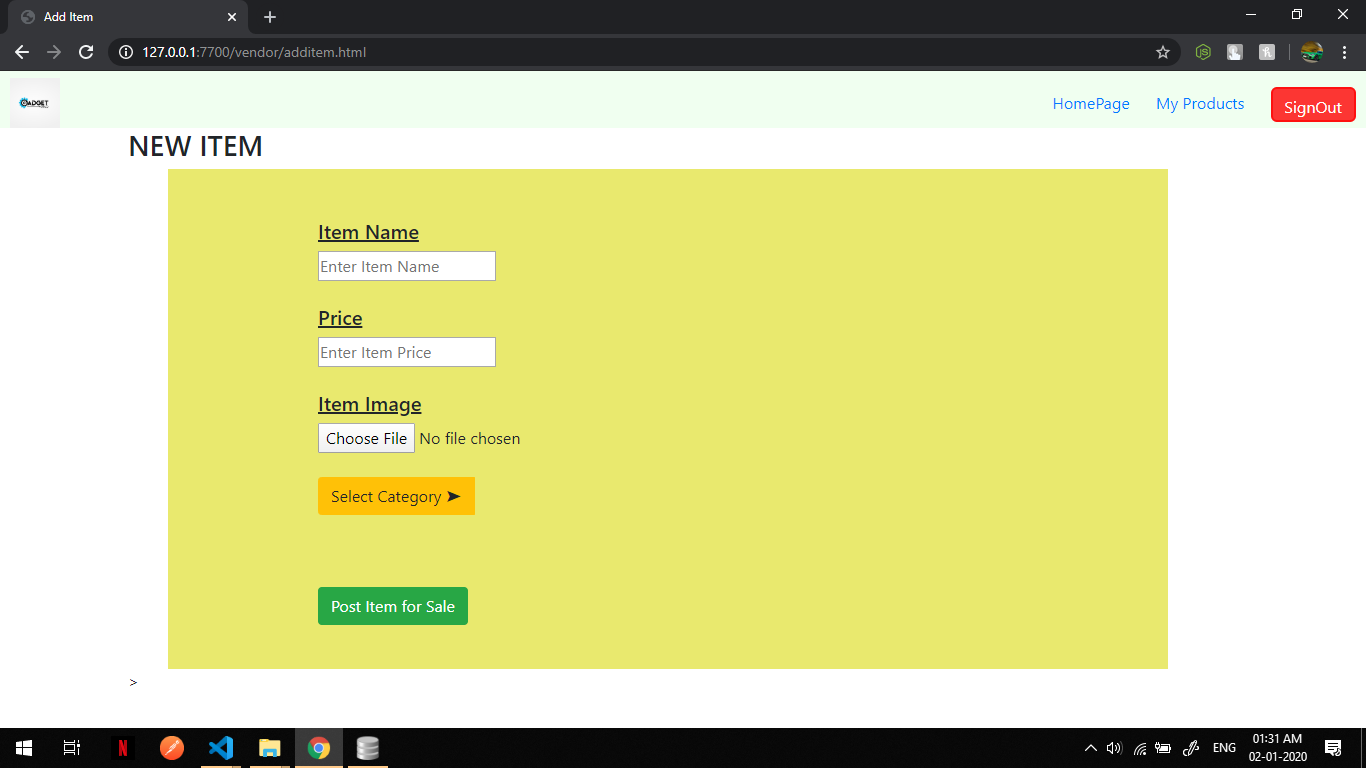 Add Item
127.0.0.1:7700/vendor/additem.html
GADGET
HomePage My Products SignOut
NEW ITEM
Item Name
Enter Item Name
Price
Enter Item Price
Item Image
Choose File No file chosen
Select Category ➤
Post Item for Sale
>
ENG
01:31 AM
02-01-2020